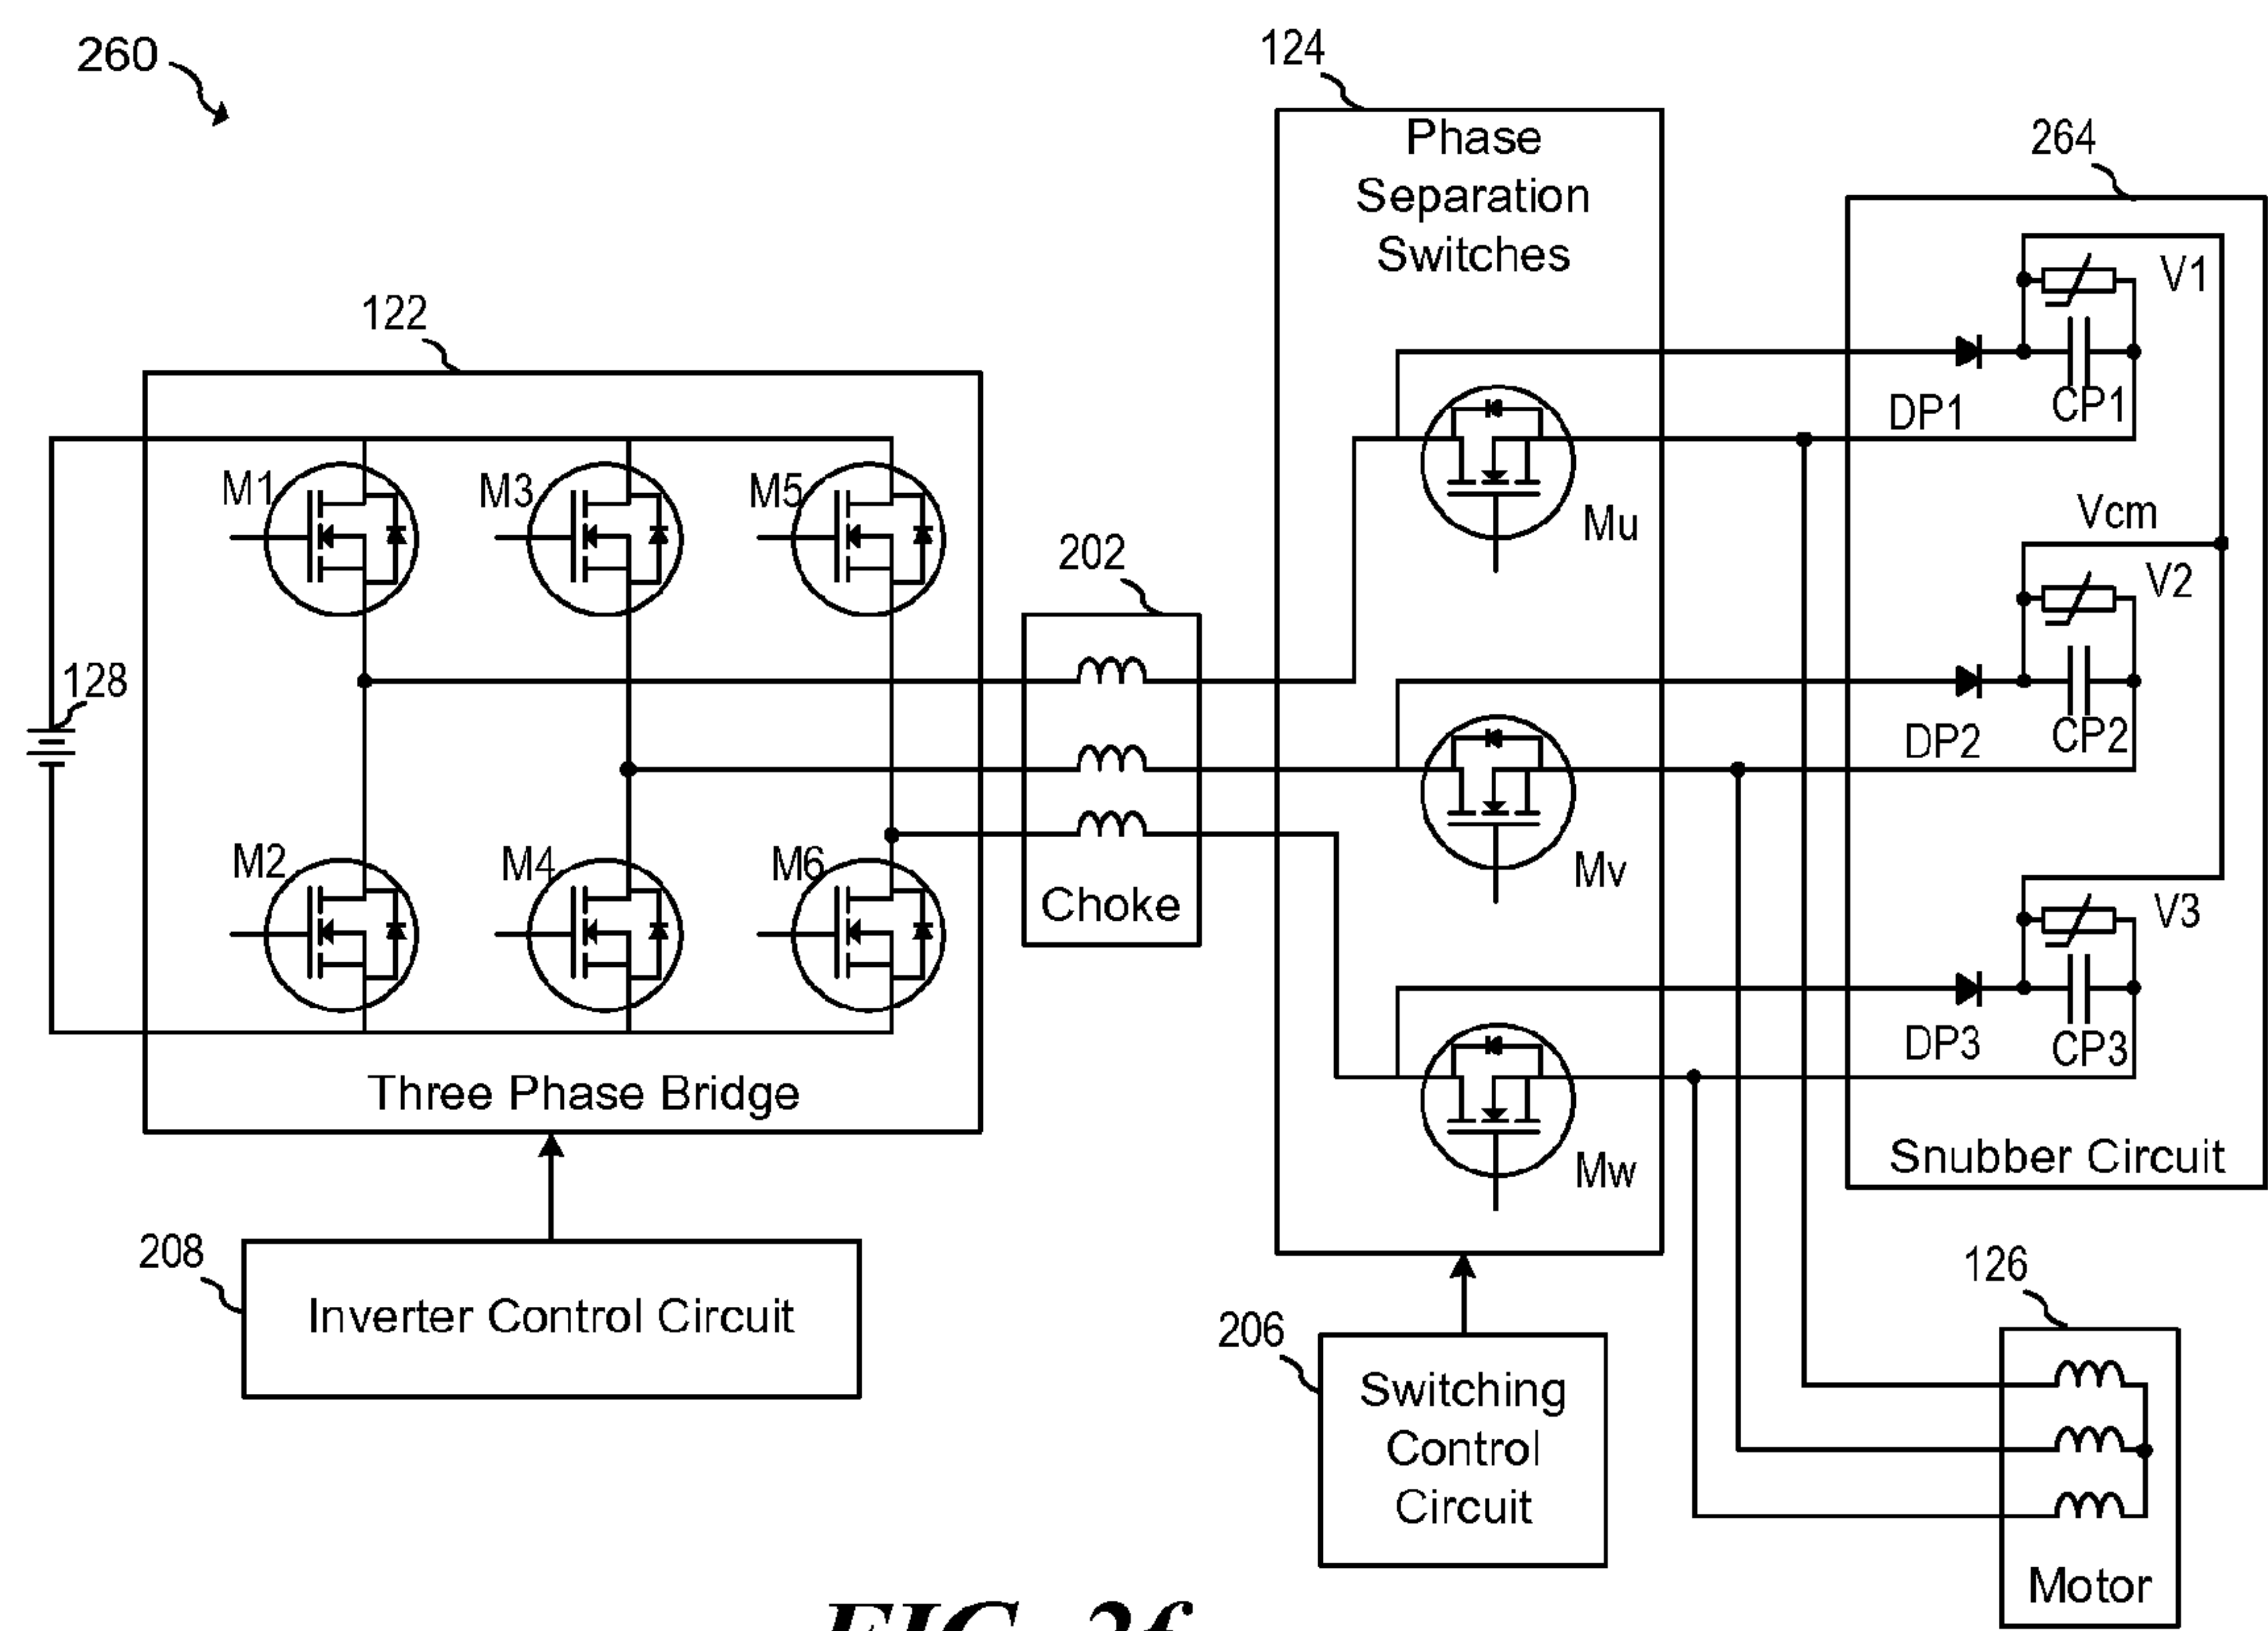 260
124
Phase
Separation
Switches
264
V1
122
DP1
CP1
M1
M3
M5
Mu
Vcm
202
V2
128
DP2
CP2
M2
M4
M6
Mv
Choke
V3
DP3
CP3
Three Phase Bridge
Mw
Snubber Circuit
208
Inverter Control Circuit
206
Switching
Control
Circuit
126
Motor
FIG. 2f